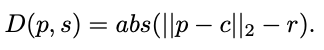 D(p, s) = abs(||p − c||₂ − r).